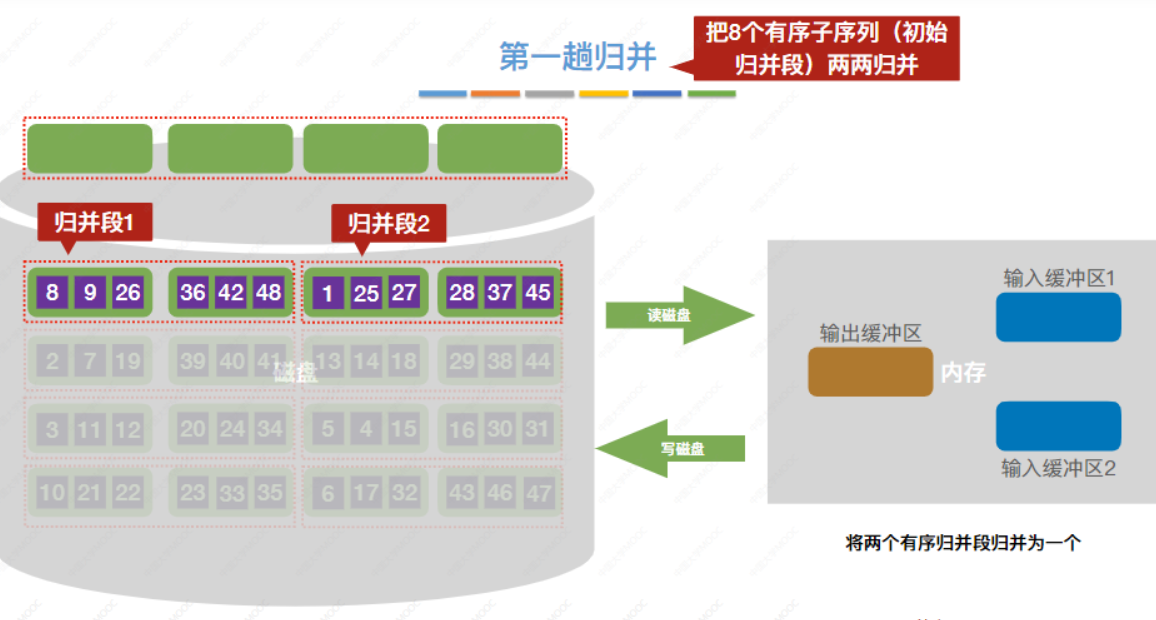 第一趟归并
把8个有序子序列（初始
归并段）两两归并
归并段1
归并段2
8 9 26 36 42 48 1 25 27 28 37 45
2 7 19 39 40 41 13 14 18 29 38 44
磁盘
3 11 12 20 24 34 5 4 15 16 30 31
10 21 22 23 33 35 6 17 32 43 46 47
读磁盘
写磁盘
输入缓冲区1
输出缓冲区
内存
输入缓冲区2
将两个有序归并段归并为一个